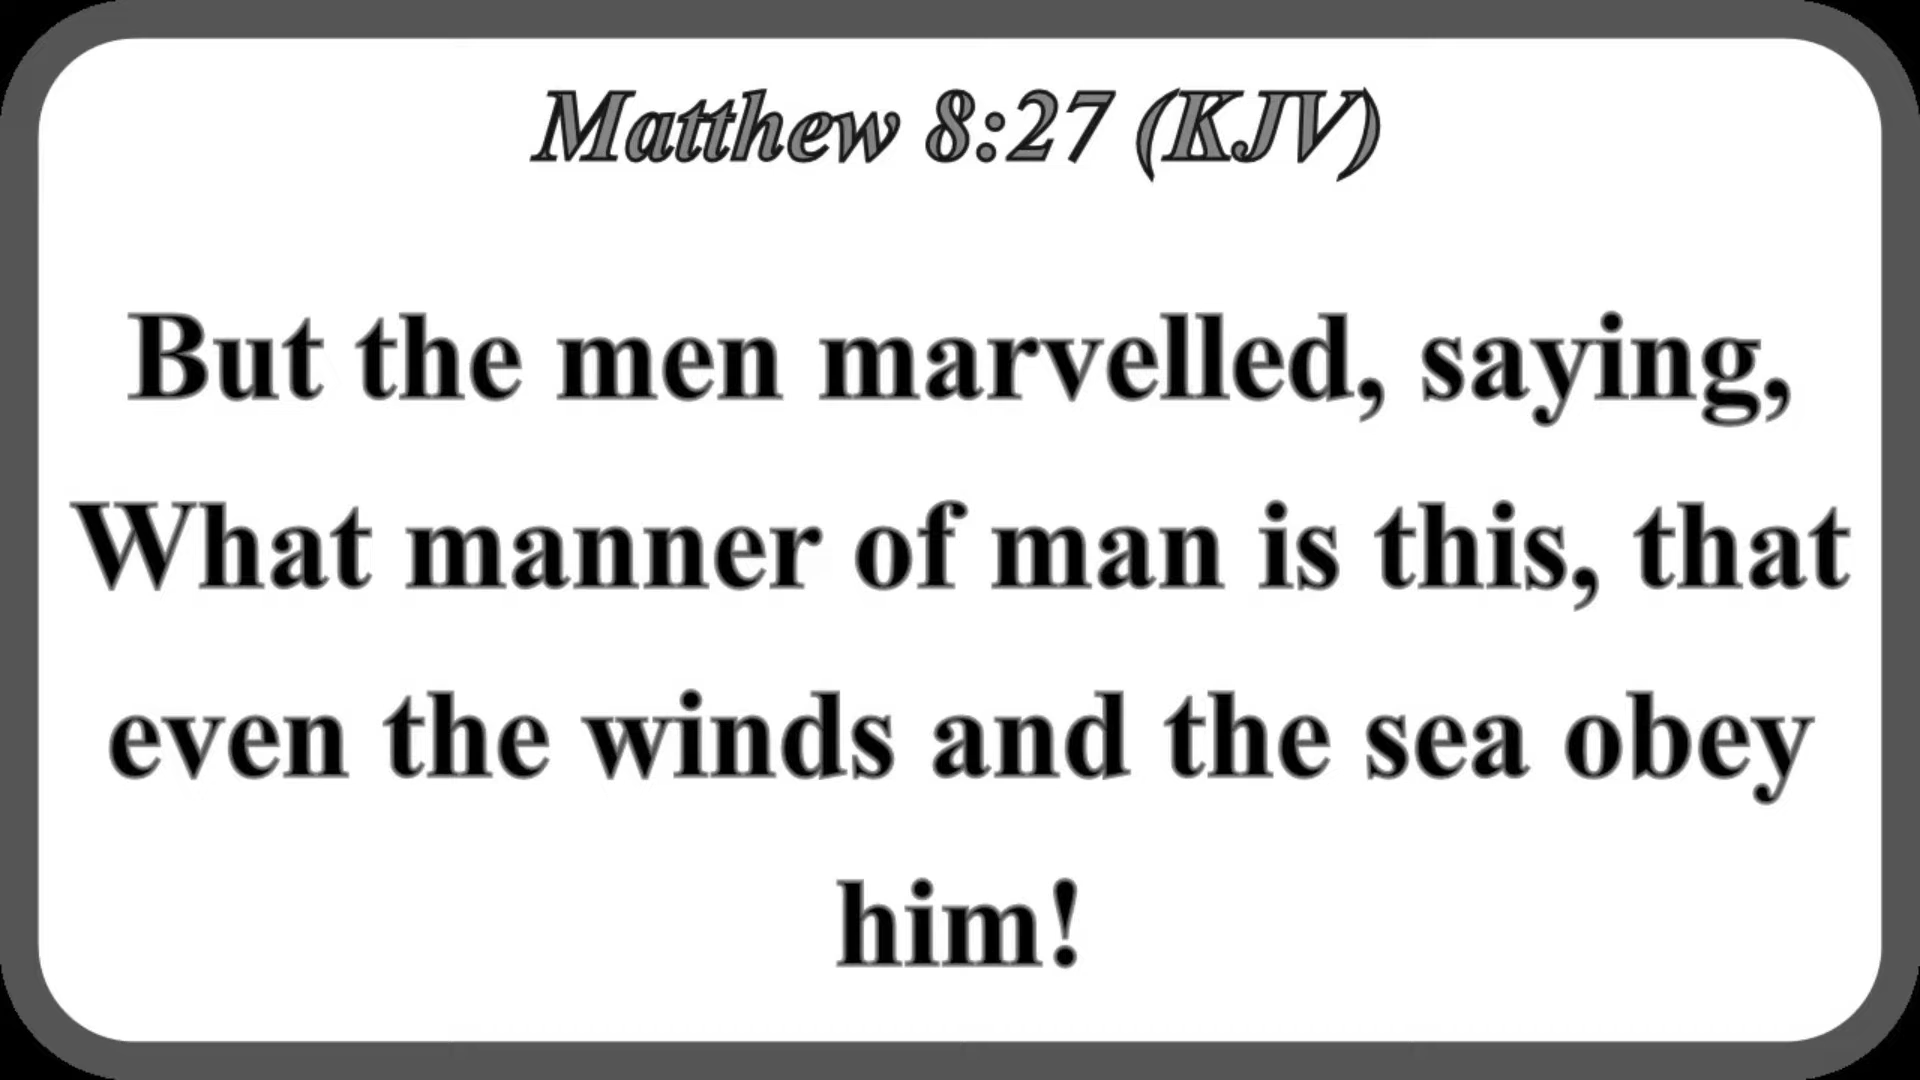 Matthew 8:27 (KJV)
But the men marvelled, saying,
What manner of man is this, that
even the winds and the sea obey
him!